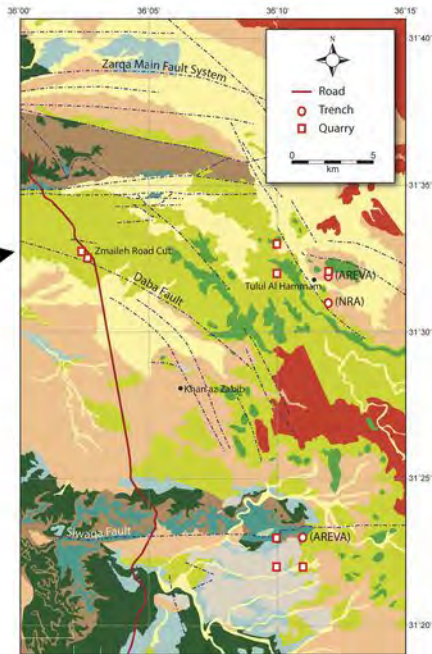 36°00'
36°05'
36°10'
36°15'
31°40'
N
Road
Trench
Quarry
0
5
km
Zarqa Main Fault System
31°35'
Zmaileh Road Cut
Daba Fault
Tulul Al Hammam
(AREVA)
(NRA)
31°30'
Khan az Zabib
31°25'
Siwaqa Fault
(AREVA)
31°20'